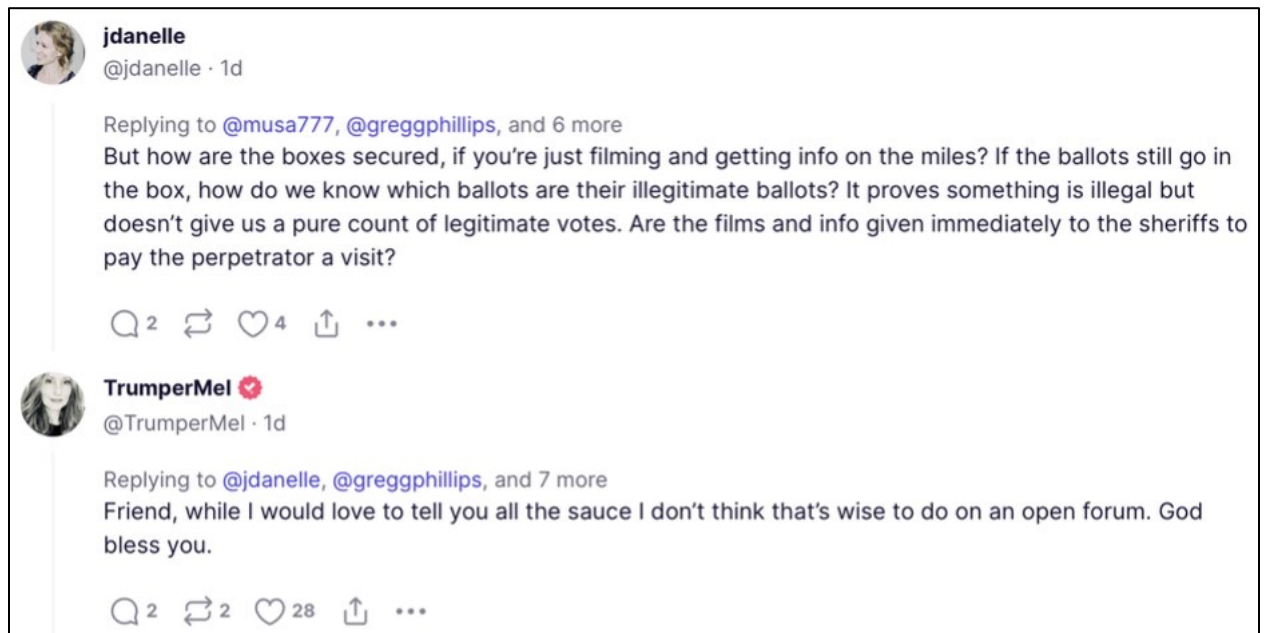 jdanelle
@jdanelle · 1d
Replying to @musa777, @greggphillips, and 6 more
But how are the boxes secured, if you’re just filming and getting info on the miles? If the ballots still go in
the box, how do we know which ballots are their illegitimate ballots? It proves something is illegal but
doesn’t give us a pure count of legitimate votes. Are the films and info given immediately to the sheriffs to
pay the perpetrator a visit?
2 4
TrumperMel
@TrumperMel · 1d
Replying to @jdanelle, @greggphillips, and 7 more
Friend, while I would love to tell you all the sauce I don’t think that’s wise to do on an open forum. God
bless you.
2 2 28